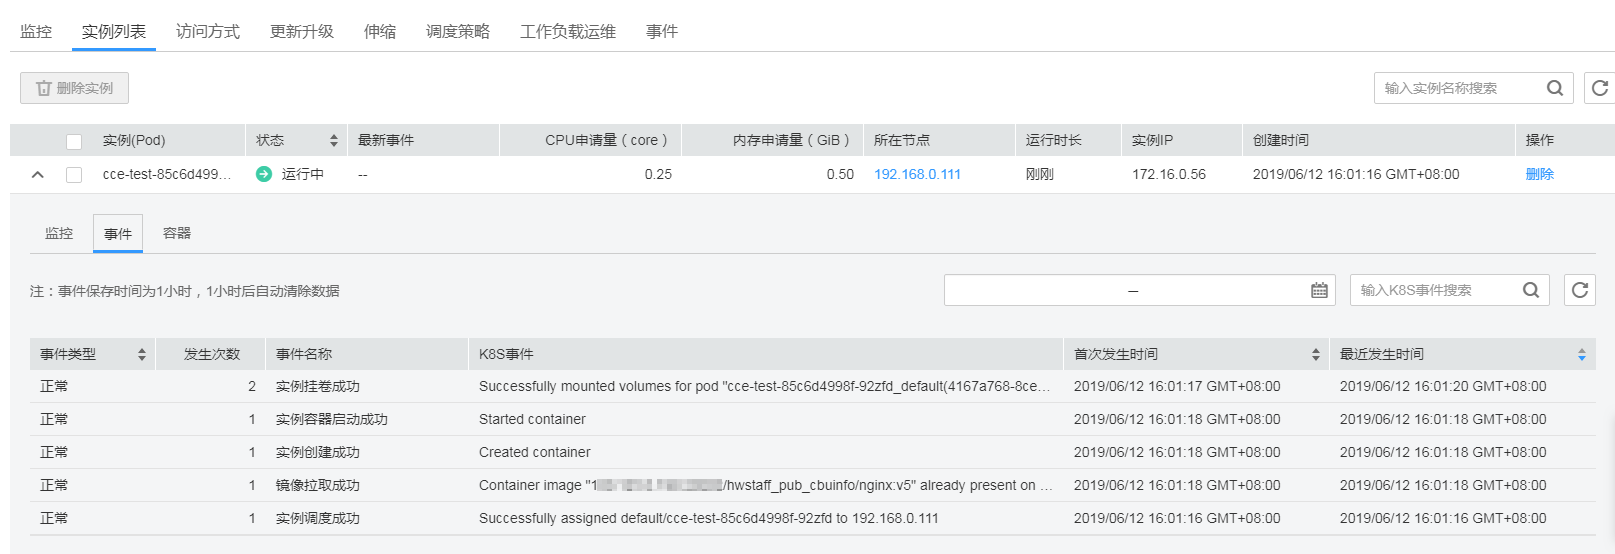 监控 实例列表 访问方式 更新升级 伸缩 调度策略 工作负载运维 事件
删除实例 输入实例名称搜索
实例(Pod) 状态 最新事件 CPU申请量（core） 内存申请量（GiB） 所在节点 运行时长 实例IP 创建时间 操作
cce-test-85c6d499... 运行中 -- 0.25 0.50 192.168.0.111 刚刚 172.16.0.56 2019/06/12 16:01:16 GMT+08:00 删除
监控 事件 容器
注：事件保存时间为1小时，1小时后自动清除数据 – 输入K8S事件搜索
事件类型 发生次数 事件名称 K8S事件 首次发生时间 最近发生时间
正常 2 实例挂卷成功 Successfully mounted volumes for pod "cce-test-85c6d4998f-92zfd_default(4167a768-8ce... 2019/06/12 16:01:17 GMT+08:00 2019/06/12 16:01:20 GMT+08:00
正常 1 实例容器启动成功 Started container 2019/06/12 16:01:18 GMT+08:00 2019/06/12 16:01:18 GMT+08:00
正常 1 实例创建成功 Created container 2019/06/12 16:01:18 GMT+08:00 2019/06/12 16:01:18 GMT+08:00
正常 1 镜像拉取成功 Container image "1 /hwstaff_pub_cbuinfo/nginx:v5" already present on ... 2019/06/12 16:01:18 GMT+08:00 2019/06/12 16:01:18 GMT+08:00
正常 1 实例调度成功 Successfully assigned default/cce-test-85c6d4998f-92zfd to 192.168.0.111 2019/06/12 16:01:16 GMT+08:00 2019/06/12 16:01:16 GMT+08:00